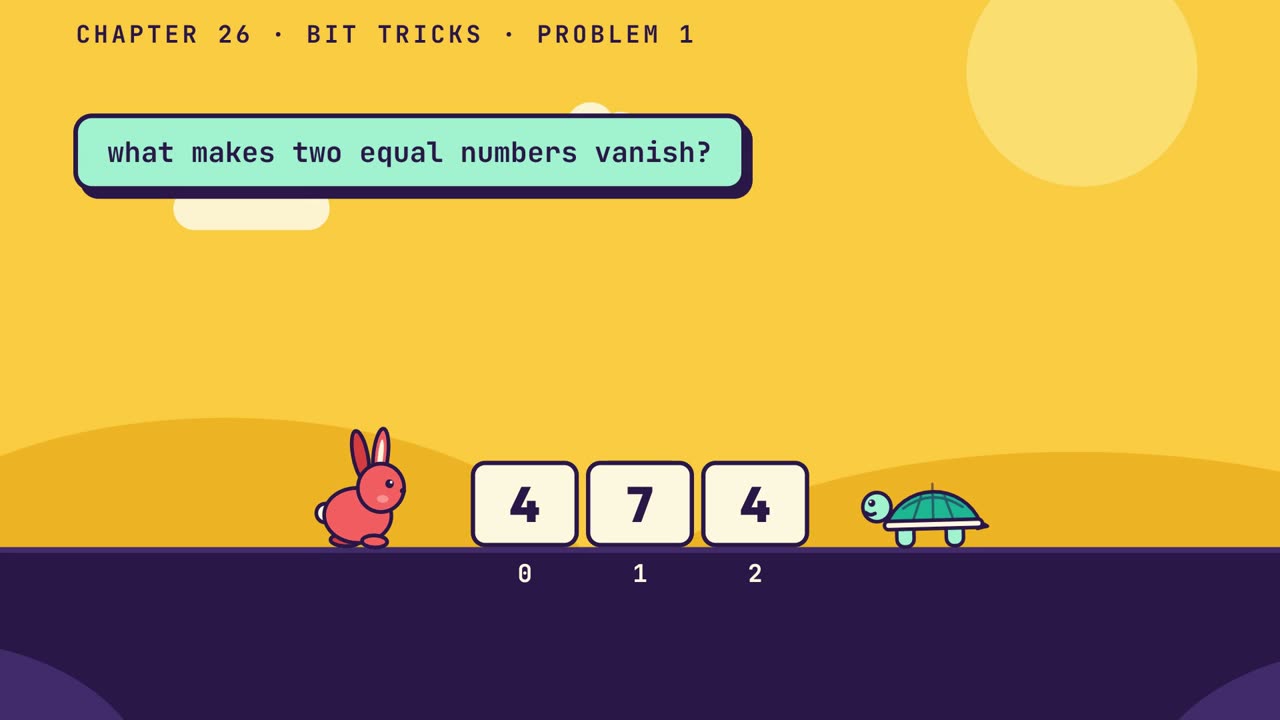 CHAPTER 26 · BIT TRICKS · PROBLEM 1
what makes two equal numbers vanish?
4 7 4
0 1 2